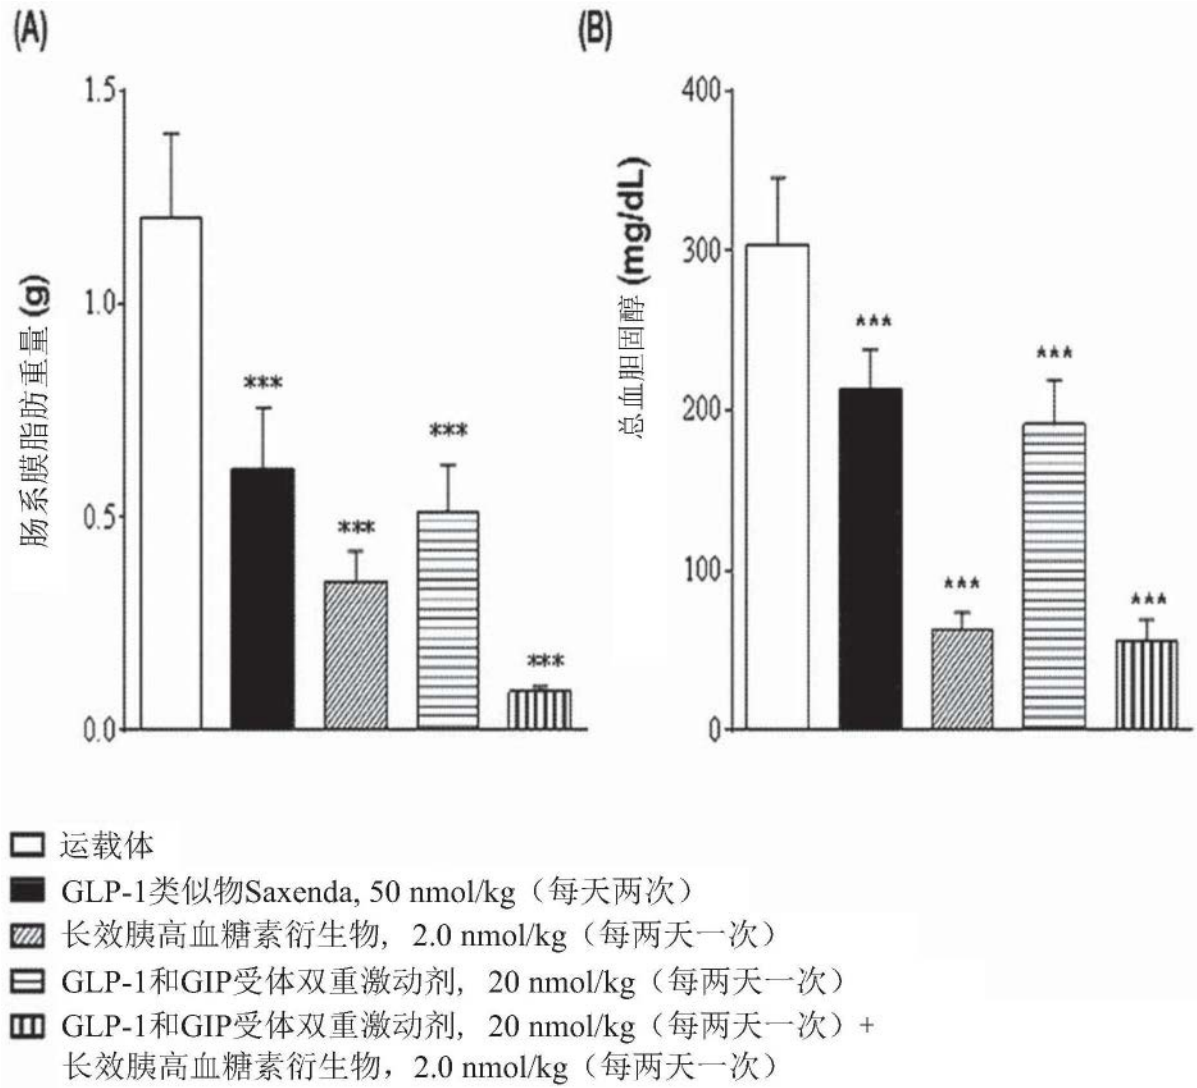 (A)
1.5
1.0
0.5
0.0
肠系膜脂肪重量 (g)
***
***
***
***
(B)
400
300
200
100
0
总血胆固醇 (mg/dL)
***
***
***
***
运载体
GLP-1类似物Saxenda, 50 nmol/kg（每天两次）
长效胰高血糖素衍生物, 2.0 nmol/kg（每两天一次）
GLP-1和GIP受体双重激动剂, 20 nmol/kg（每两天一次）
GLP-1和GIP受体双重激动剂, 20 nmol/kg（每两天一次）+
长效胰高血糖素衍生物，2.0 nmol/kg（每两天一次）